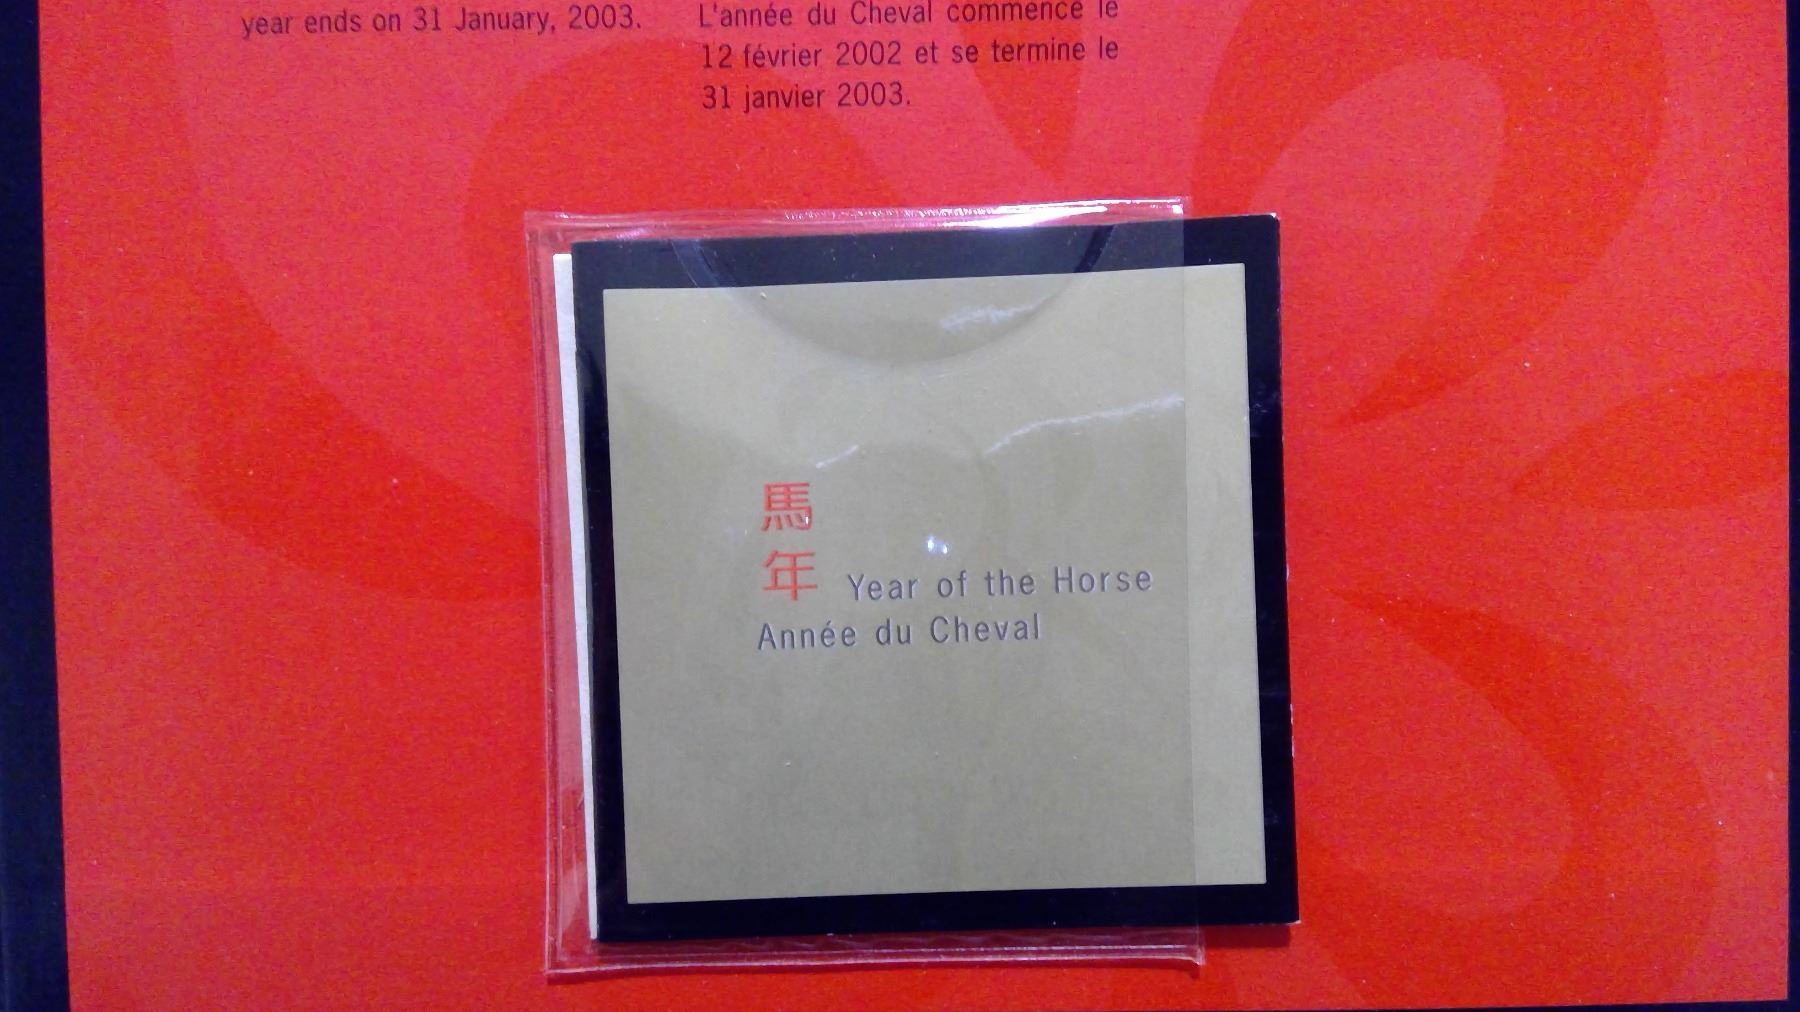 year ends on 31 January, 2003.
L'année du Cheval commence le
12 février 2002 et se termine le
31 janvier 2003.
馬
年 Year of the Horse
Année du Cheval